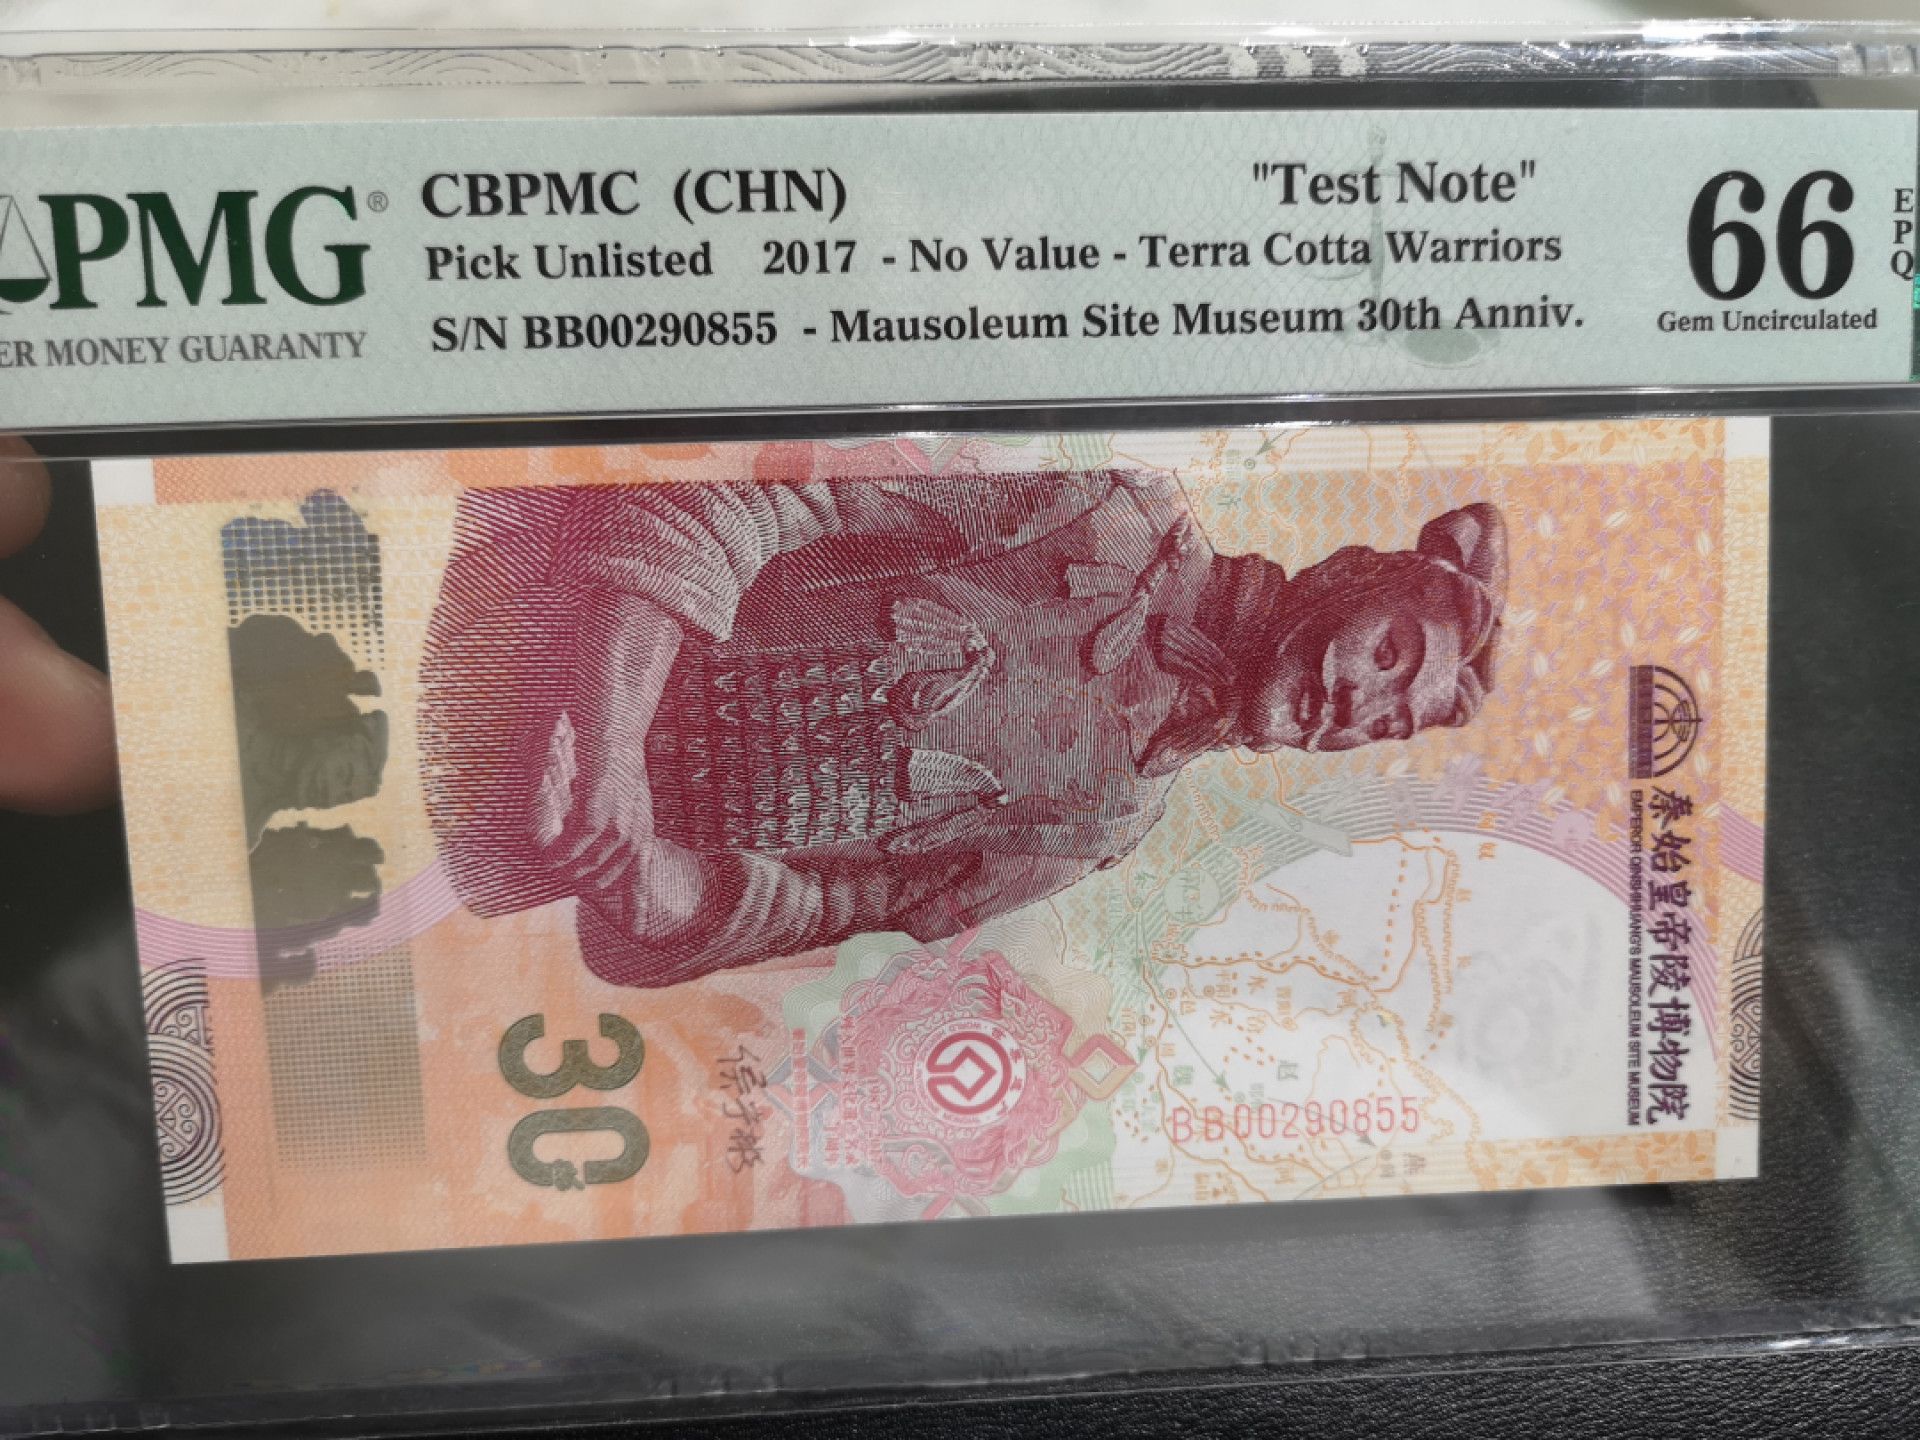 PMG®
ER MONEY GUARANTY
CBPMC (CHN)
"Test Note"
Pick Unlisted 2017 - No Value - Terra Cotta Warriors
S/N BB00290855 - Mausoleum Site Museum 30th Anniv.
66
EPQ
Gem Uncirculated
秦始皇帝陵博物院
EMPEROR QINSHIHUANG'S MAUSOLEUM SITE MUSEUM
BB00290855
30